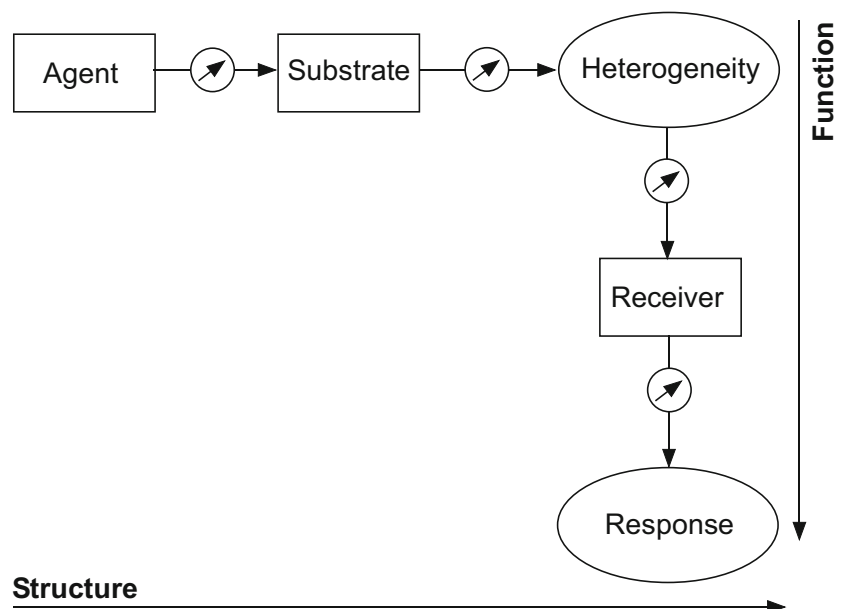 Agent
Substrate
Heterogeneity
Function
Receiver
Response
Structure